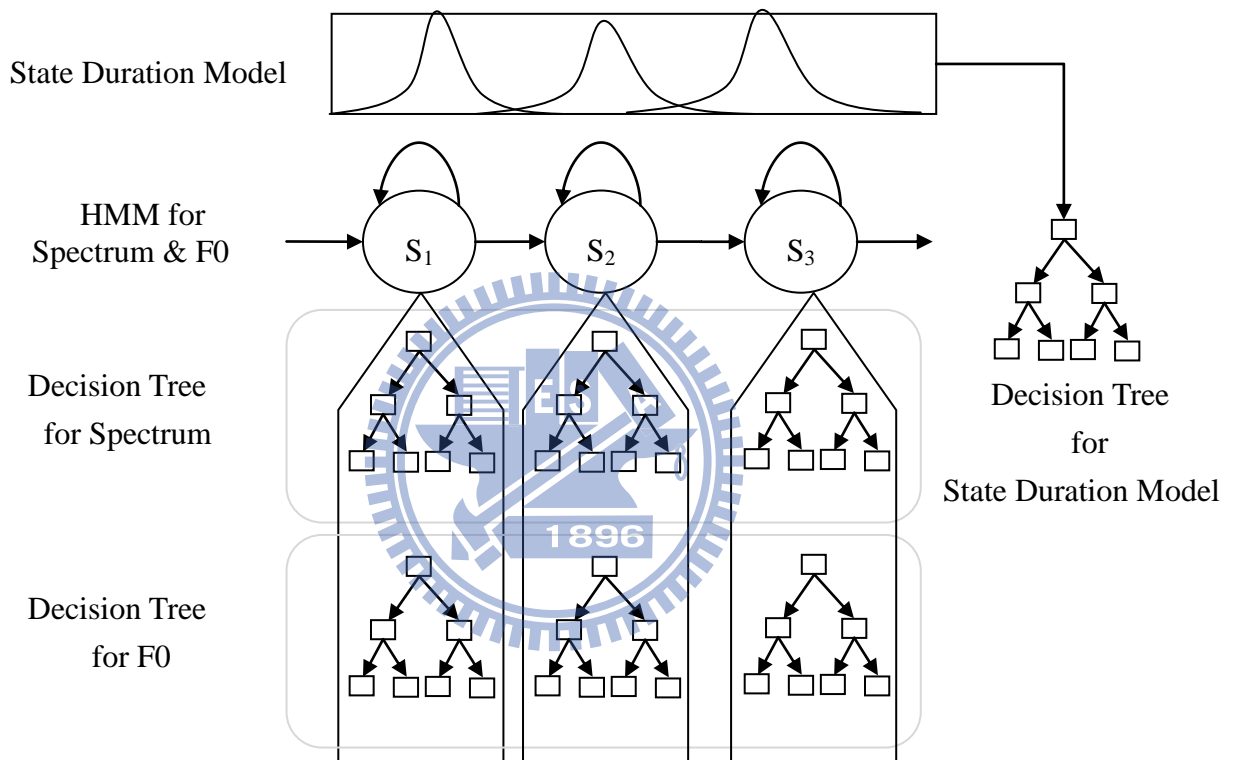 State Duration Model
HMM for
Spectrum & F0
S₁
S₂
S₃
Decision Tree
for Spectrum
ES
1896
Decision Tree
for
State Duration Model
Decision Tree
for F0